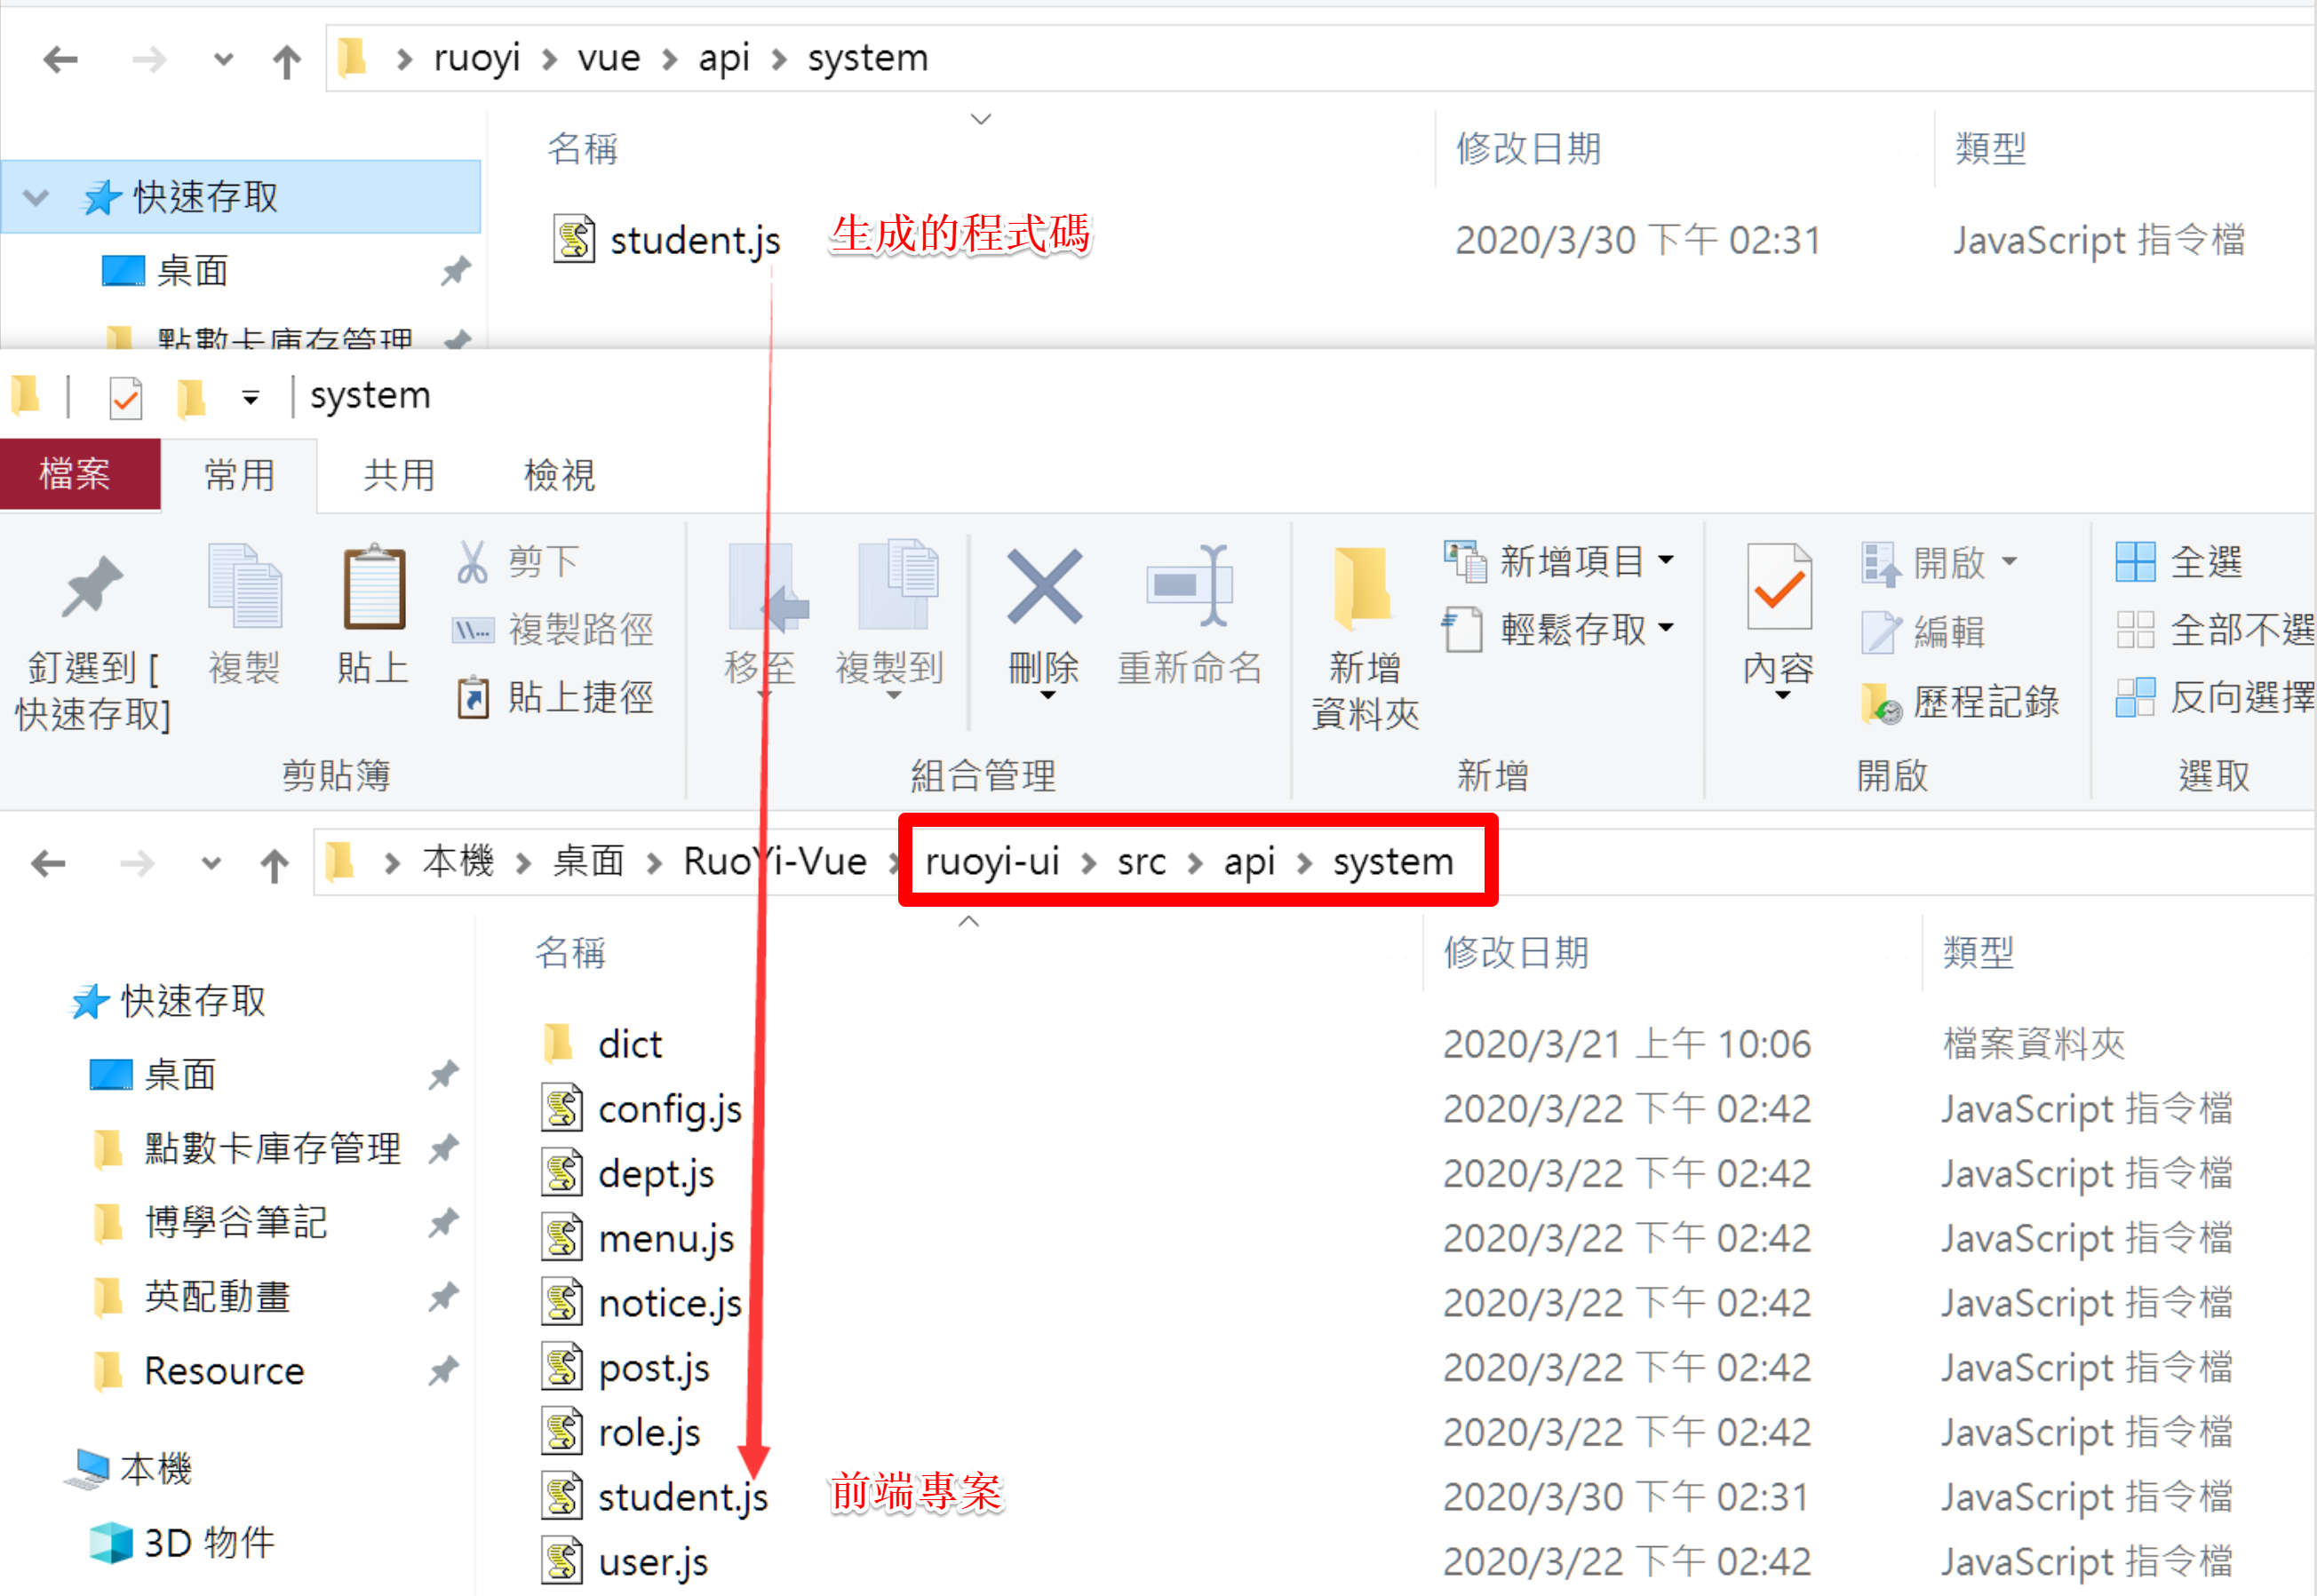 ruoyi > vue > api > system
名稱 修改日期 類型
快速存取
student.js 生成的程式碼 2020/3/30 下午 02:31 JavaScript 指令檔
桌面
點數卡庫存管理
system
檔案 常用 共用 檢視
釘選到 [
快速存取]
複製
貼上
剪下
複製路徑
貼上捷徑
剪貼簿
移至
複製到
刪除
重新命名
組合管理
新增
資料夾
新增項目
輕鬆存取
新增
內容
開啟
編輯
歷程記錄
開啟
全選
全部不選
反向選擇
選取
本機 > 桌面 > RuoYi-Vue > ruoyi-ui > src > api > system
名稱 修改日期 類型
快速存取
桌面
點數卡庫存管理
博學谷筆記
英配動畫
Resource
本機
3D 物件
dict 2020/3/21 上午 10:06 檔案資料夾
config.js 2020/3/22 下午 02:42 JavaScript 指令檔
dept.js 2020/3/22 下午 02:42 JavaScript 指令檔
menu.js 2020/3/22 下午 02:42 JavaScript 指令檔
notice.js 2020/3/22 下午 02:42 JavaScript 指令檔
post.js 2020/3/22 下午 02:42 JavaScript 指令檔
role.js 2020/3/22 下午 02:42 JavaScript 指令檔
student.js 前端專案 2020/3/30 下午 02:31 JavaScript 指令檔
user.js 2020/3/22 下午 02:42 JavaScript 指令檔